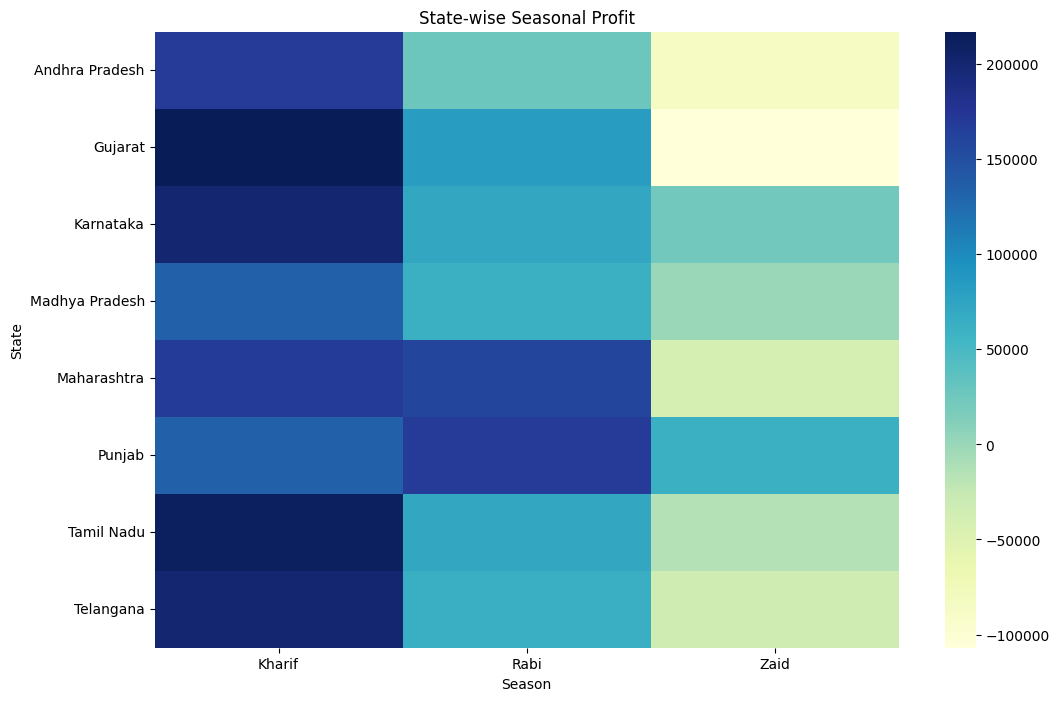 State-wise Seasonal Profit
Andhra Pradesh
Gujarat
Karnataka
Madhya Pradesh
Maharashtra
Punjab
Tamil Nadu
Telangana
State
Kharif
Rabi
Zaid
Season
200000
150000
100000
50000
0
−50000
−100000